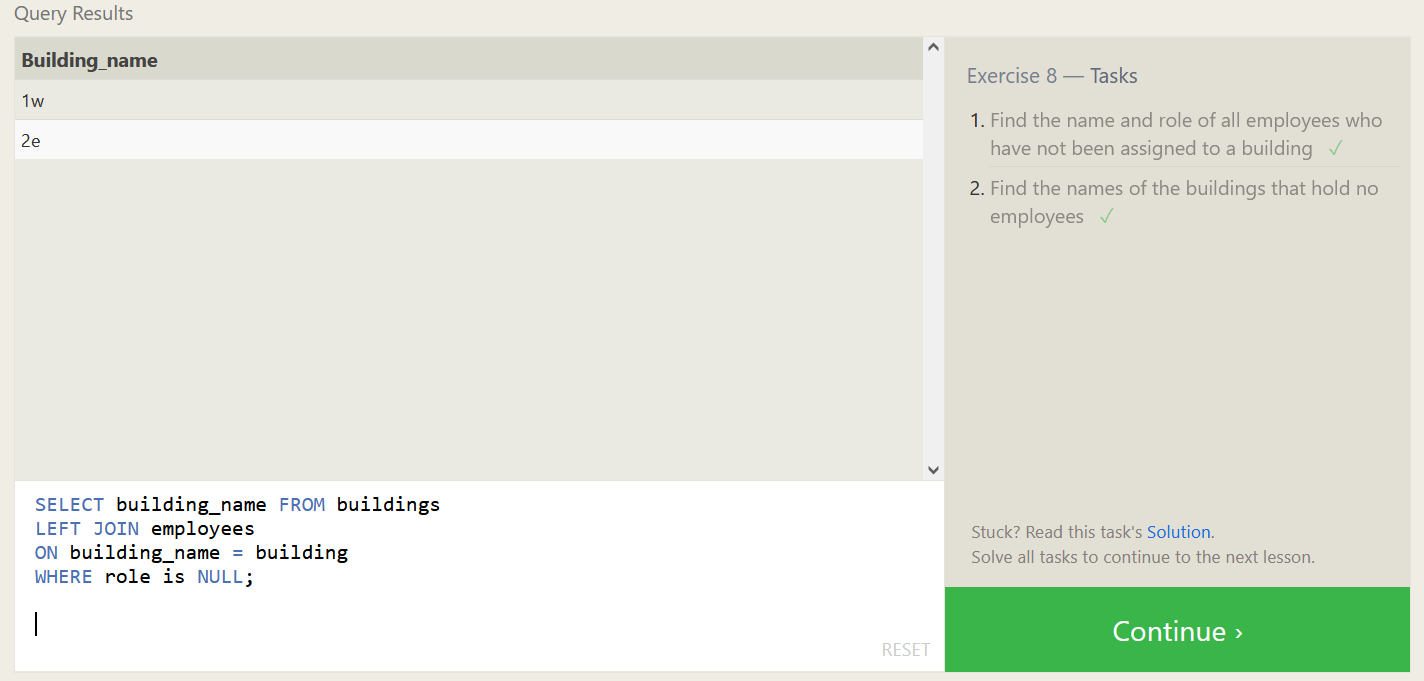 Query Results
Building_name
1w
2e
SELECT building_name FROM buildings
LEFT JOIN employees
ON building_name = building
WHERE role is NULL;
RESET
Exercise 8 — Tasks
1. Find the name and role of all employees who
have not been assigned to a building ✓
2. Find the names of the buildings that hold no
employees ✓
Stuck? Read this task's Solution.
Solve all tasks to continue to the next lesson.
Continue ›